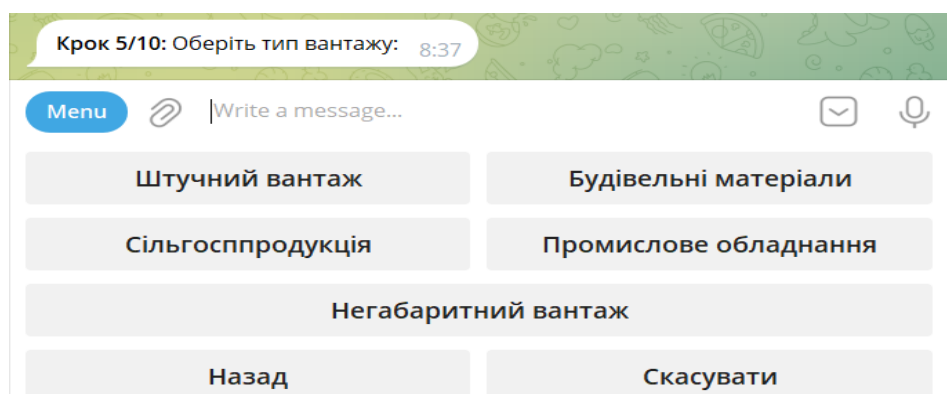 Крок 5/10: Оберіть тип вантажу: 8:37
Menu Write a message...
Штучний вантаж Будівельні матеріали
Сільгосппродукція Промислове обладнання
Негабаритний вантаж
Назад Скасувати